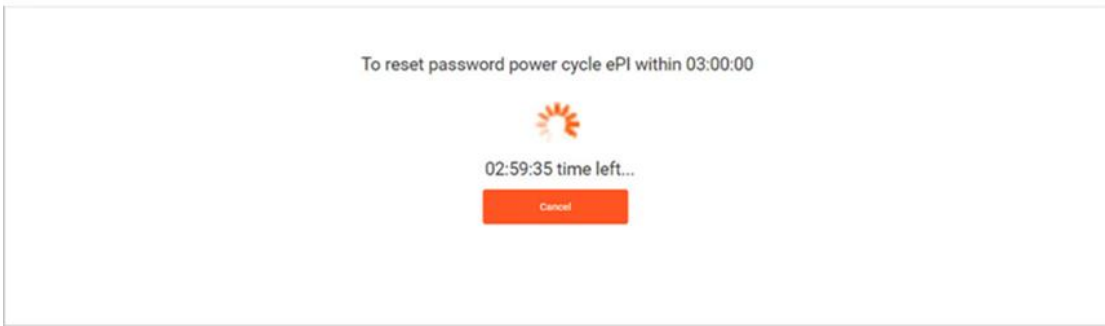 To reset password power cycle ePI within 03:00:00
02:59:35 time left...
Cancel